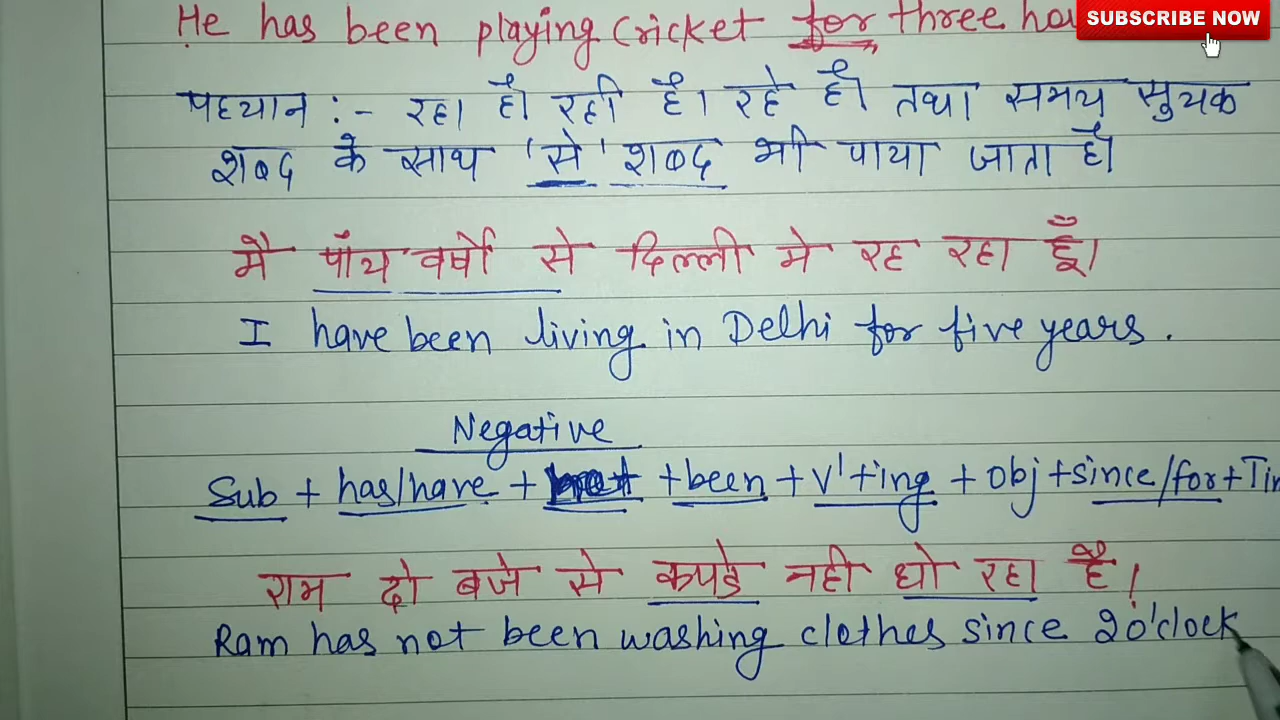 He has been playing Cricket for three
SUBSCRIBE NOW
पहचान :- रहा है। रही है। रहे हैं। तथा समय सुचक
शब्द के साथ 'से' शब्द भी पाया जाता है।
मै पाँच वर्षो से दिल्ली मे रह रहा हूँ।
I have been living in Delhi for five years.
Negative
Sub + has/have + not + been + V¹+ing + obj + since/for + Tim
राम दो बजे से कपडे नही धो रहा है।
Ram has not been washing clothes since 2 o'clock